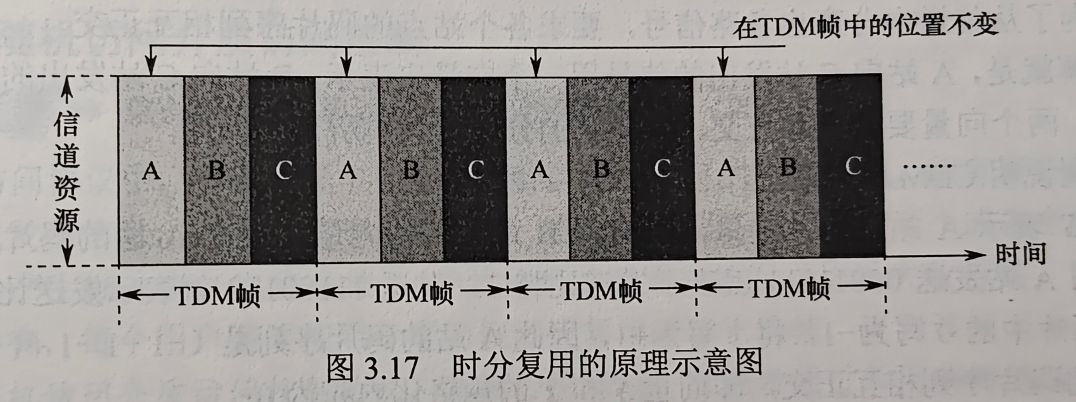 在TDM帧中的位置不变
信道资源
A B C A B C A B C A B C ……
时间
TDM帧 TDM帧 TDM帧 TDM帧
图 3.17 时分复用的原理示意图